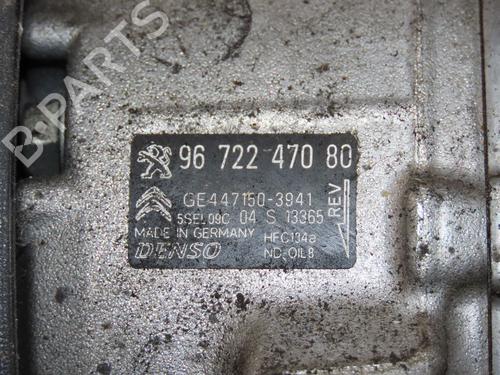 B-PARTS
96 722 470 80
GE447150-3941
5SEL09C 04 S 13365
REV
MADE IN GERMANY HFC134a
DENSO ND-OIL8